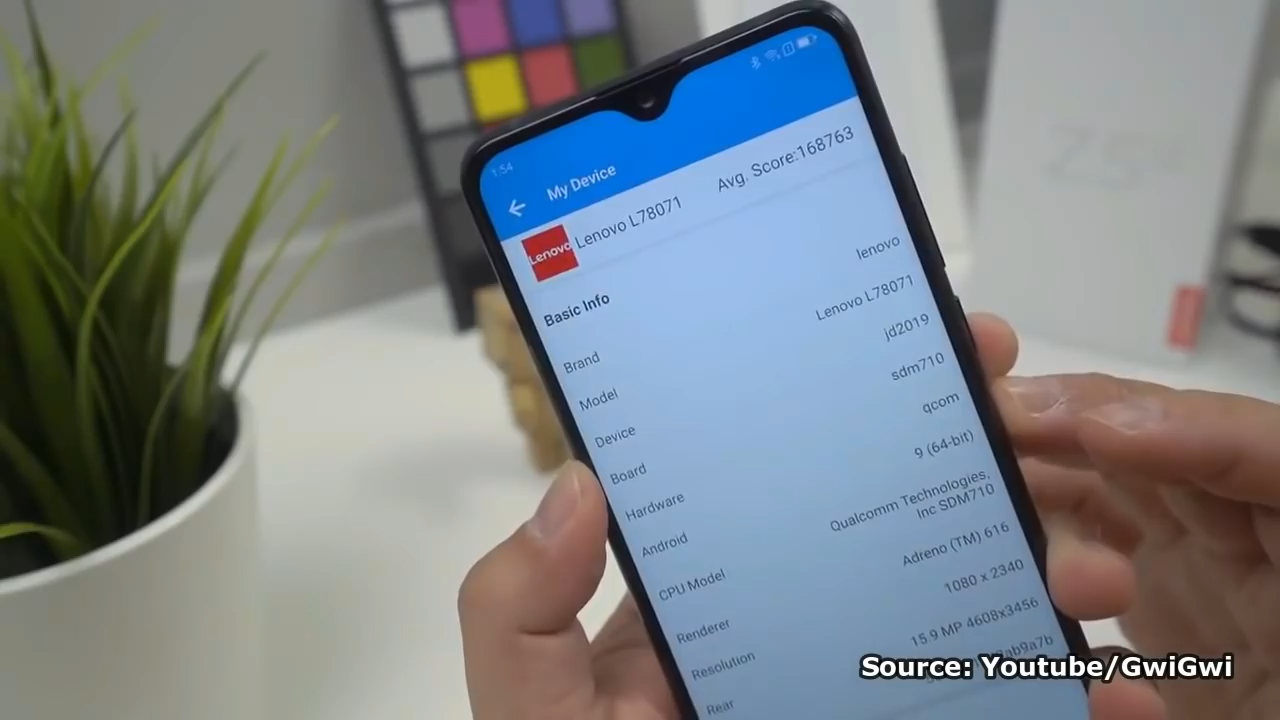 1:54
My Device
Lenovo
Lenovo L78071
Avg. Score:168763
Basic Info
Brand
lenovo
Model
Lenovo L78071
Device
jd2019
Board
sdm710
Hardware
qcom
Android
9 (64-bit)
CPU Model
Qualcomm Technologies,
Inc SDM710
Renderer
Adreno (TM) 616
Resolution
1080 x 2340
Rear
15.9 MP 4608x3456
Source: Youtube/GwiGwi